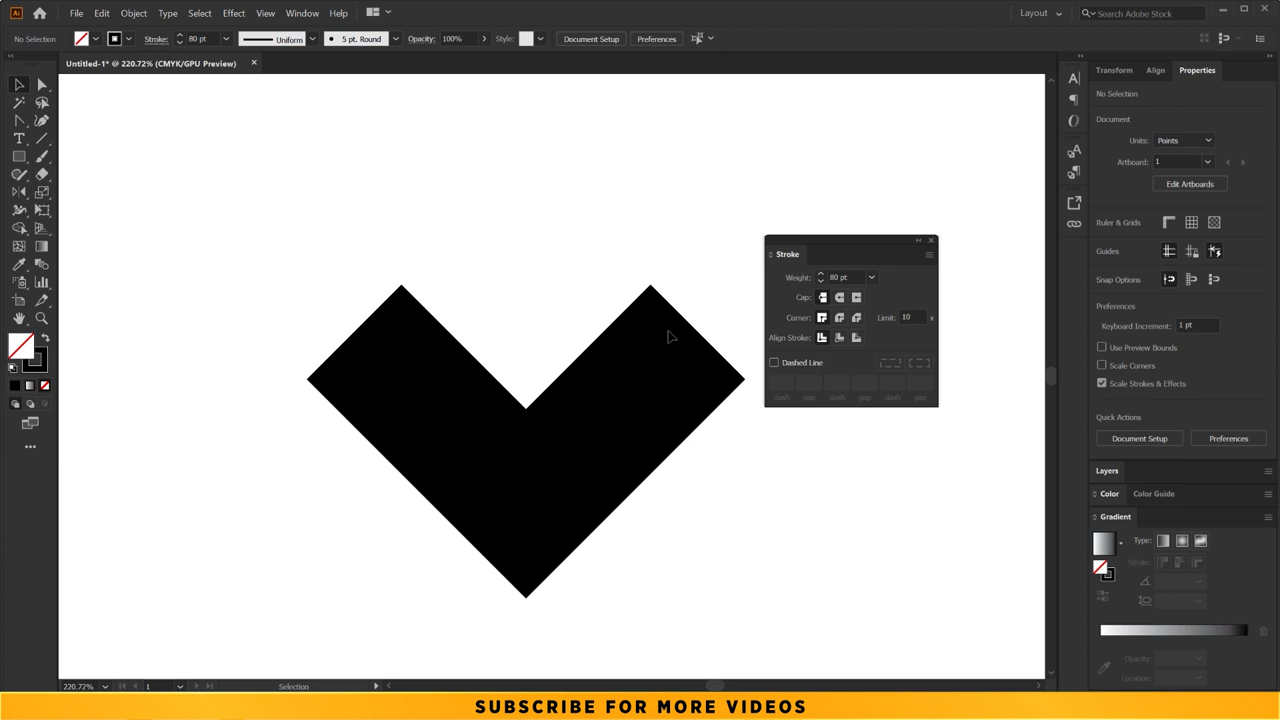 Ai File Edit Object Type Select Effect View Window Help Layout Search Adobe Stock
No Selection Stroke: 80 pt Uniform 5 pt. Round Opacity: 100% Style: Document Setup Preferences
Untitled-1* @ 220.72% (CMYK/GPU Preview)
Transform Align Properties
No Selection
Document
Units: Points
Artboard: 1
Edit Artboards
Ruler & Grids
Guides
Snap Options
Preferences
Keyboard Increment: 1 pt
Use Preview Bounds
Scale Corners
Scale Strokes & Effects
Quick Actions
Document Setup Preferences
Layers
Color Color Guide
Gradient
Type:
Stroke:
Opacity:
Location:
Stroke
Weight: 80 pt
Cap:
Corner: Limit: 10 x
Align Stroke:
Dashed Line
dash gap dash gap dash gap
220.72% 1 Selection
SUBSCRIBE FOR MORE VIDEOS